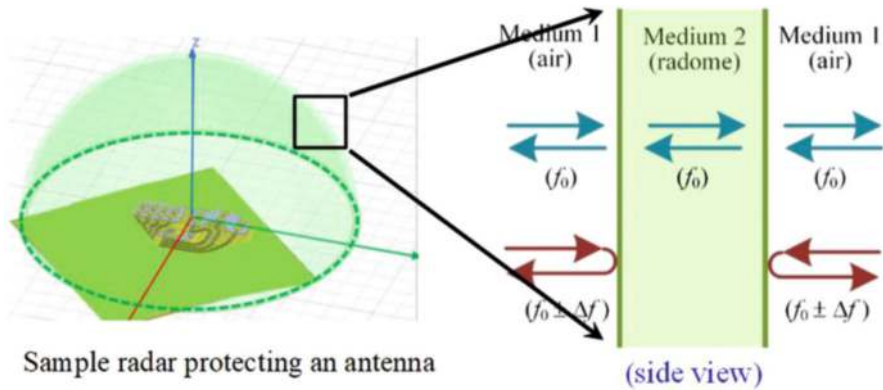 z
Medium 1
(air)
Medium 2
(radome)
Medium 1
(air)
(f₀)
(f₀)
(f₀)
(f₀ ± Δf)
(f₀ ± Δf)
Sample radar protecting an antenna
(side view)